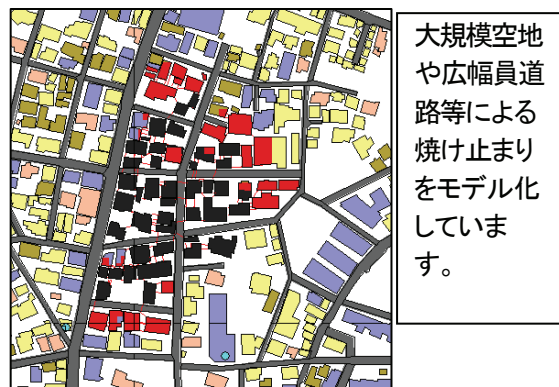 大規模空地
や広幅員道
路等による
焼け止まり
をモデル化
していま
す。